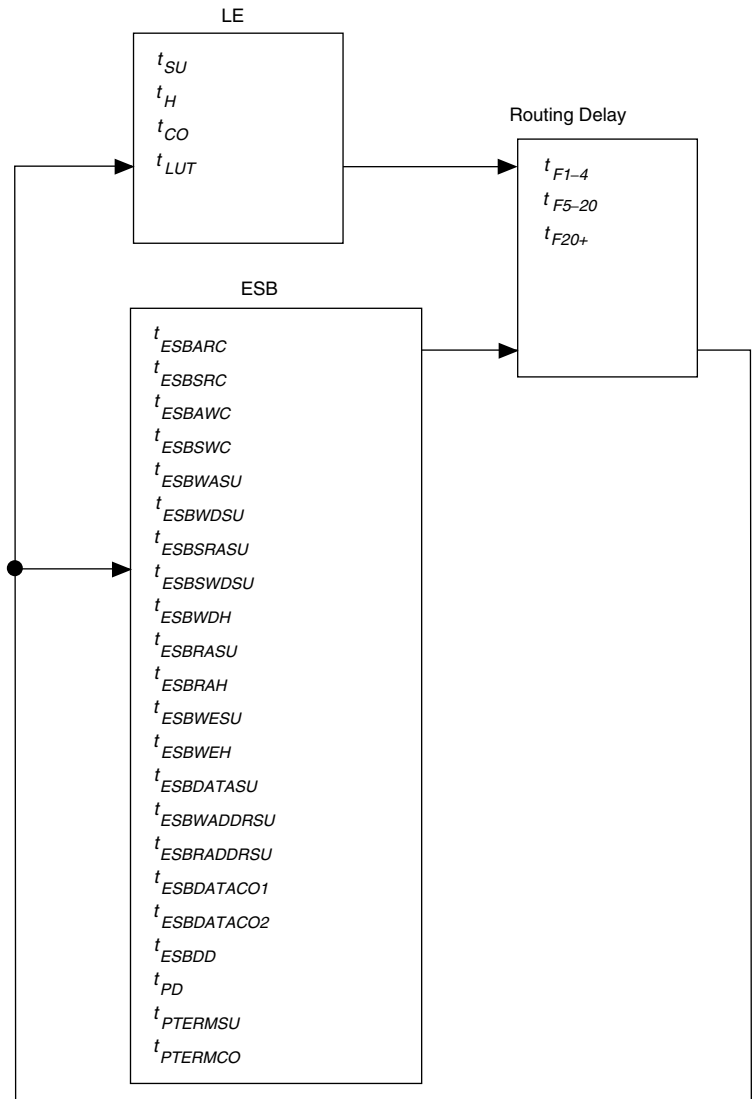 LE
tSU
tH
tCO
tLUT
Routing Delay
tF1–4
tF5–20
tF20+
ESB
tESBARC
tESBSRC
tESBAWC
tESBSWC
tESBWASU
tESBWDSU
tESBSRASU
tESBSWDSU
tESBWDH
tESBRASU
tESBRAH
tESBWESU
tESBWEH
tESBDATASU
tESBWADDRSU
tESBRADDRSU
tESBDATACO1
tESBDATACO2
tESBDD
tPD
tPTERMSU
tPTERMCO